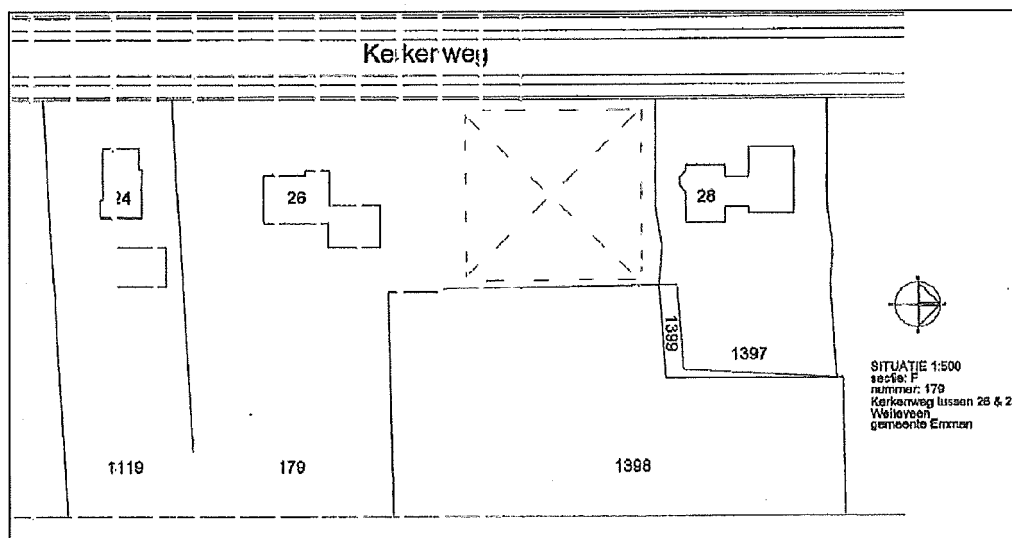 Kerkerweg
24
26
28
1399
1397
SITUATIE 1:500
sectie: F
nummer: 179
Kerkenweg tussen 26 & 2
Weiteveen
gemeente Emmen
1119
179
1398